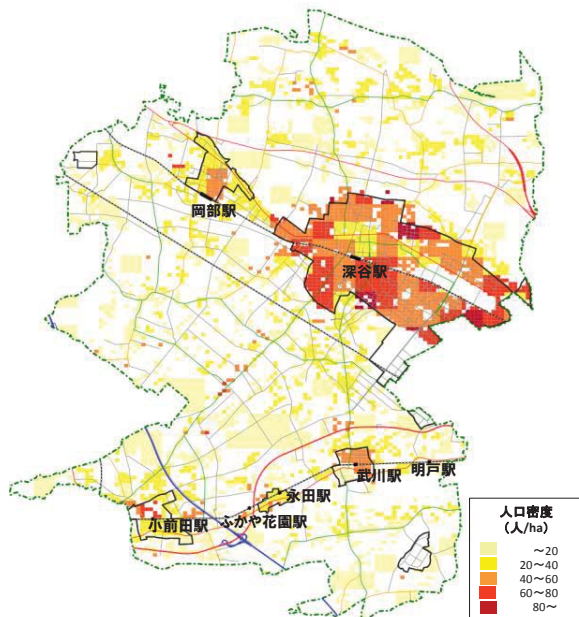 岡部駅
深谷駅
武川駅
明戸駅
永田駅
ふかや花園駅
小前田駅
人口密度
(人/ha)
～20
20～40
40～60
60～80
80～